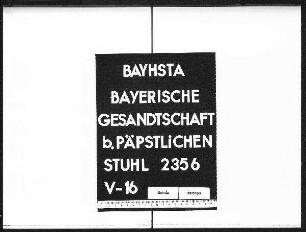 BAYHSTA
BAYERISCHE
GESANDTSCHAFT
b. PÄPSTLICHEN
STUHL 2356
V-16